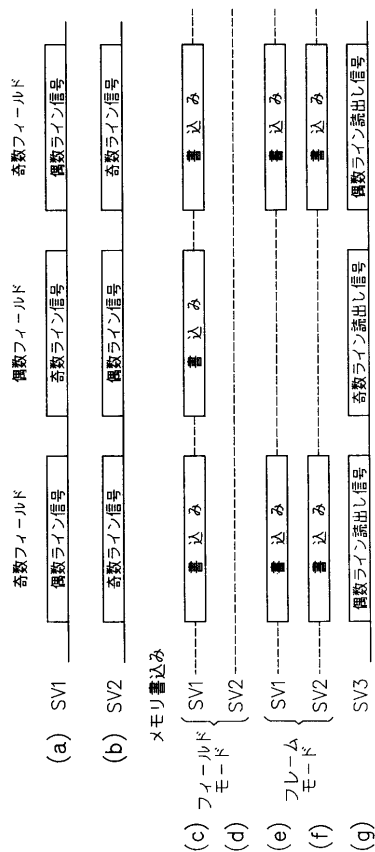 奇数フィールド 偶数フィールド 奇数フィールド
(a) SV1 偶数ライン信号 奇数ライン信号 偶数ライン信号
(b) SV2 奇数ライン信号 偶数ライン信号 奇数ライン信号
メモリ書込み
フィールドモード
(c) SV1 書込み 書込み 書込み
(d) SV2
フレームモード
(e) SV1 書込み 書込み
(f) SV2 書込み 書込み
(g) SV3 偶数ライン読出し信号 奇数ライン読出し信号 偶数ライン読出し信号